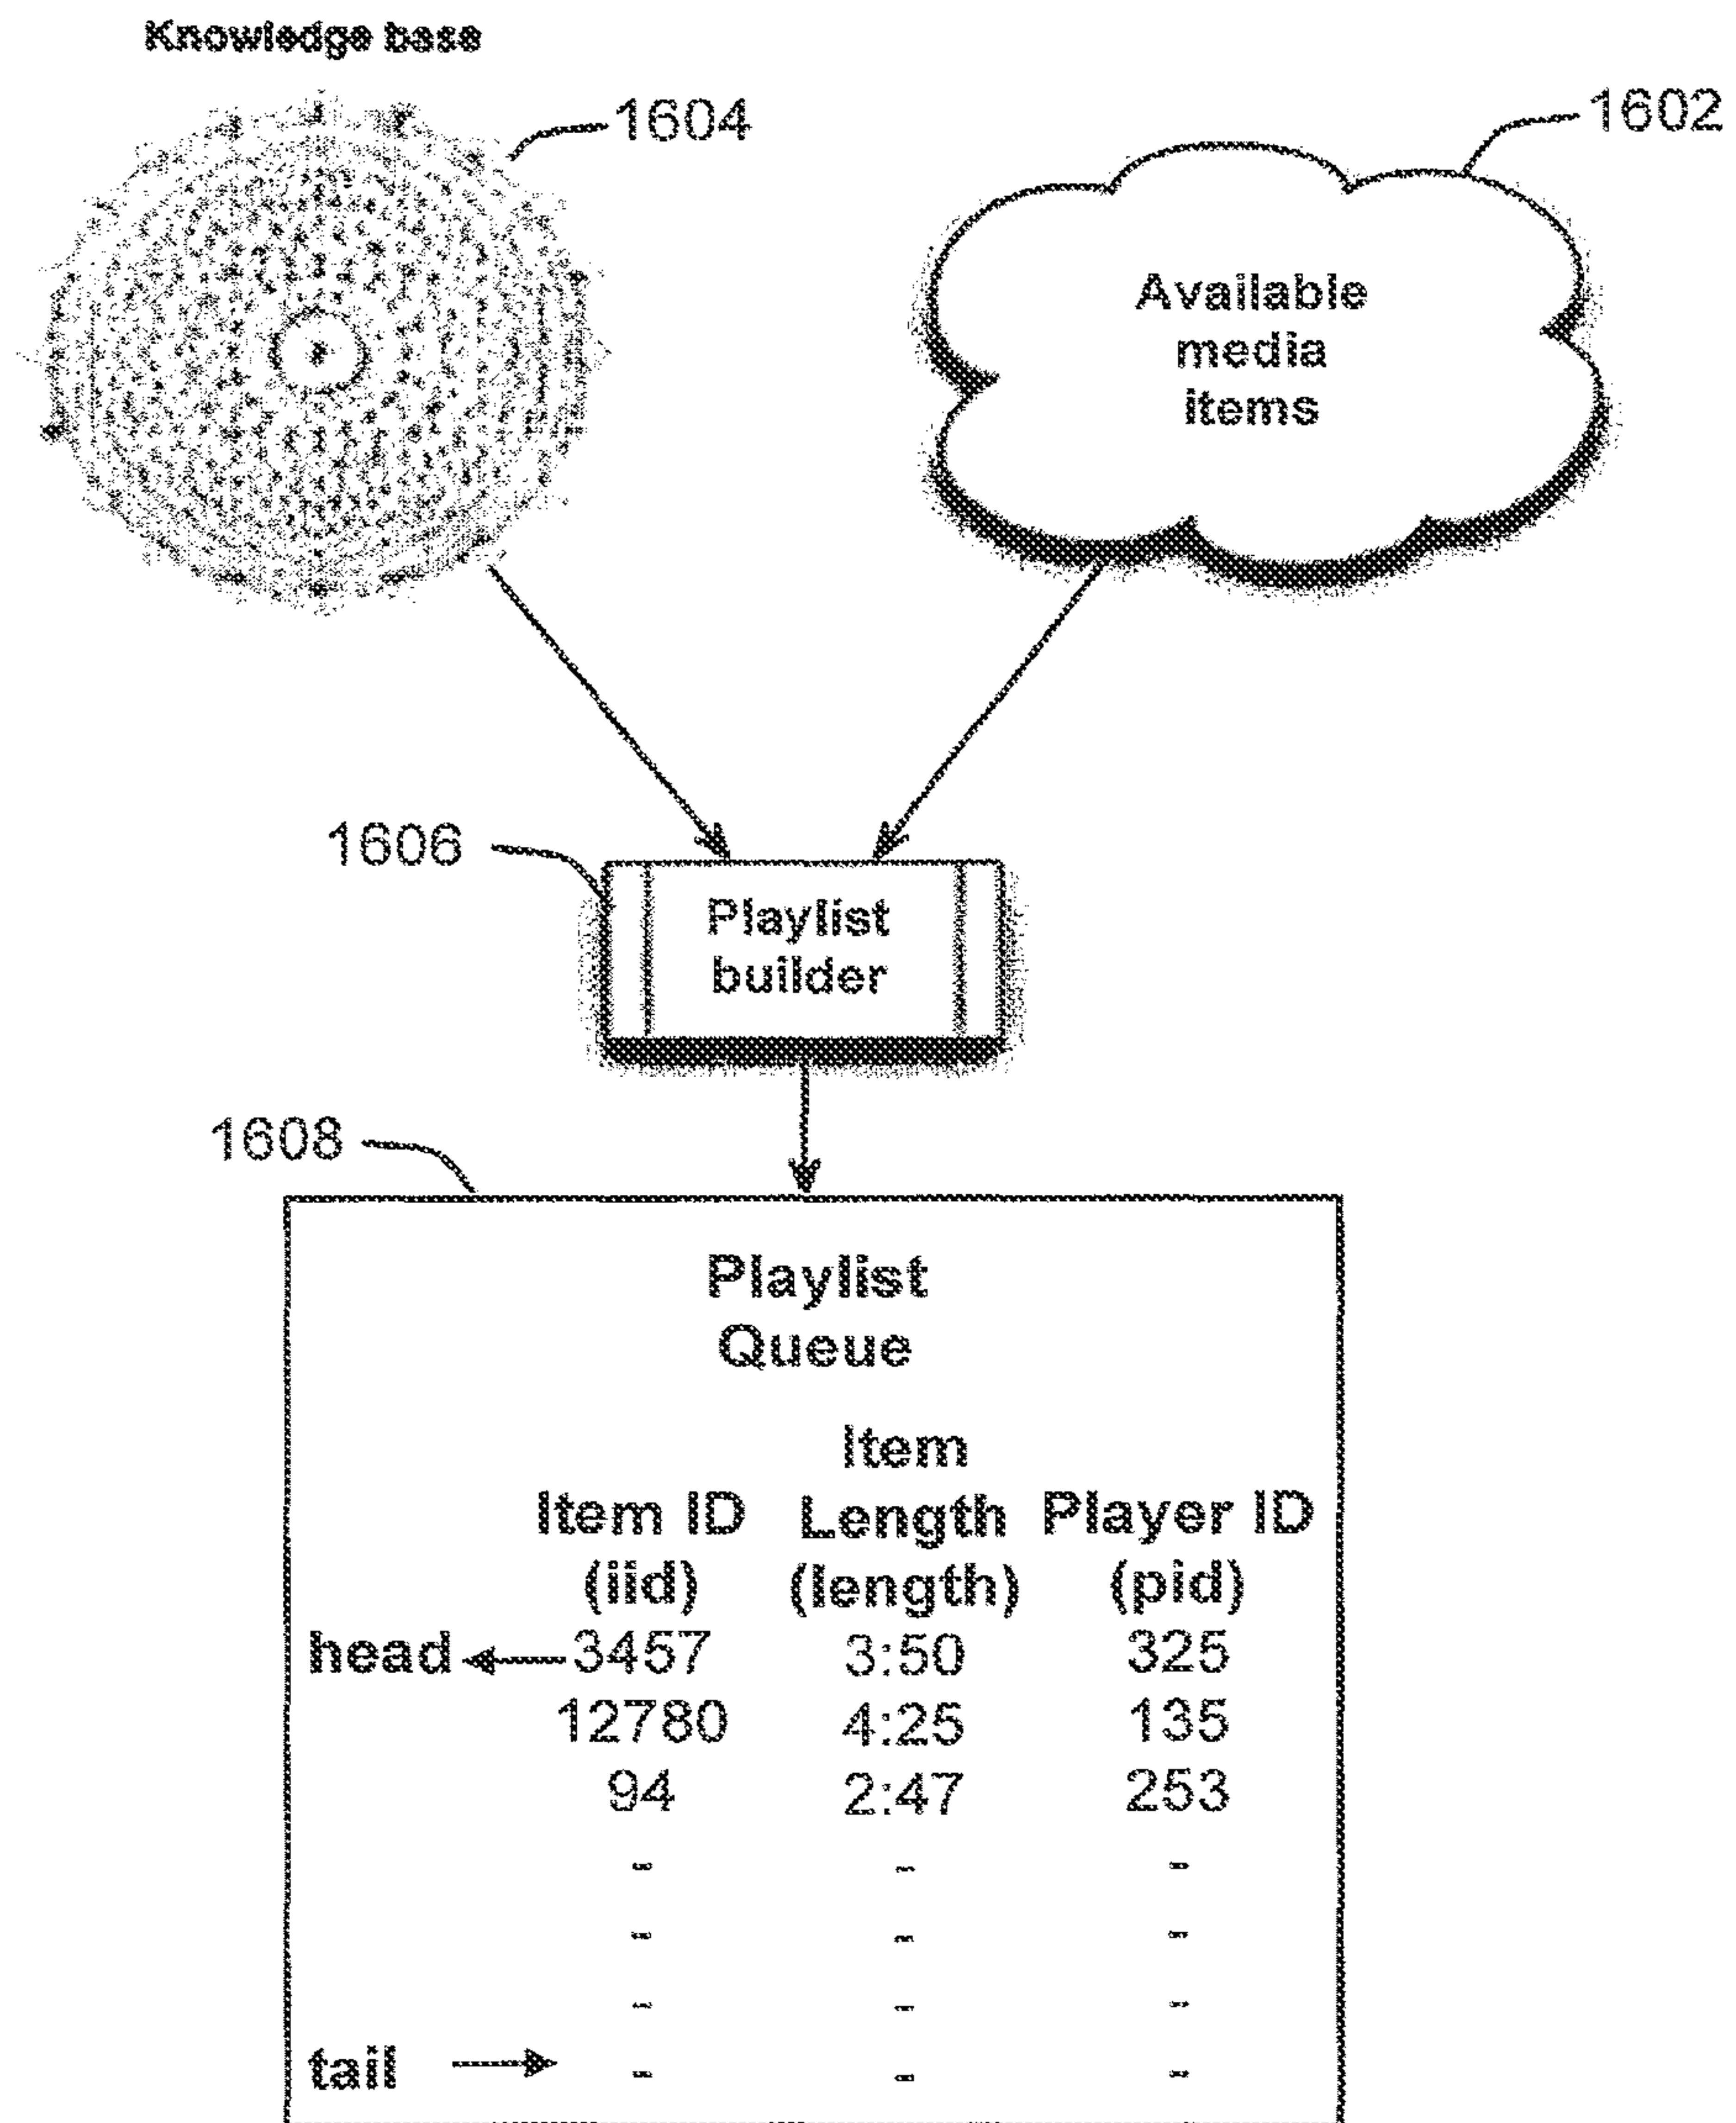 Knowledge base
1604
1602
Available
media
items
1606
Playlist
builder
1608
Playlist
Queue
Item
Item ID Length Player ID
(iid) (length) (pid)
head 3457 3:50 325
12780 4:25 135
94 2:47 253
- - -
- - -
- - -
tail - - -